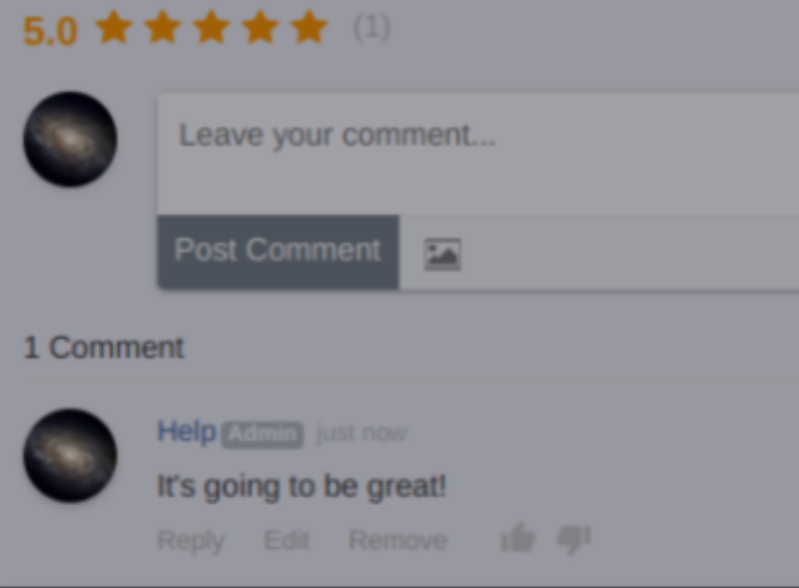 5.0 (1)
Leave your comment...
Post Comment
1 Comment
Help Admin just now
It's going to be great!
Reply Edit Remove